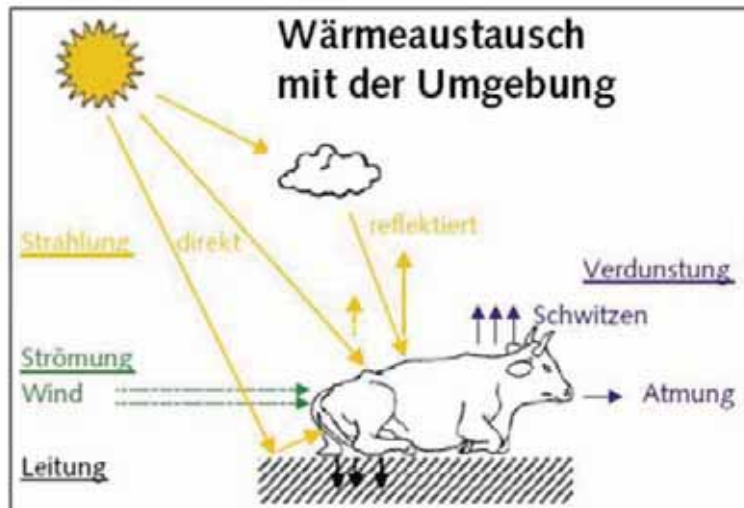 Wärmeaustausch
mit der Umgebung
Strahlung
direkt
reflektiert
Verdunstung
Schwitzen
Strömung
Wind
Atmung
Leitung